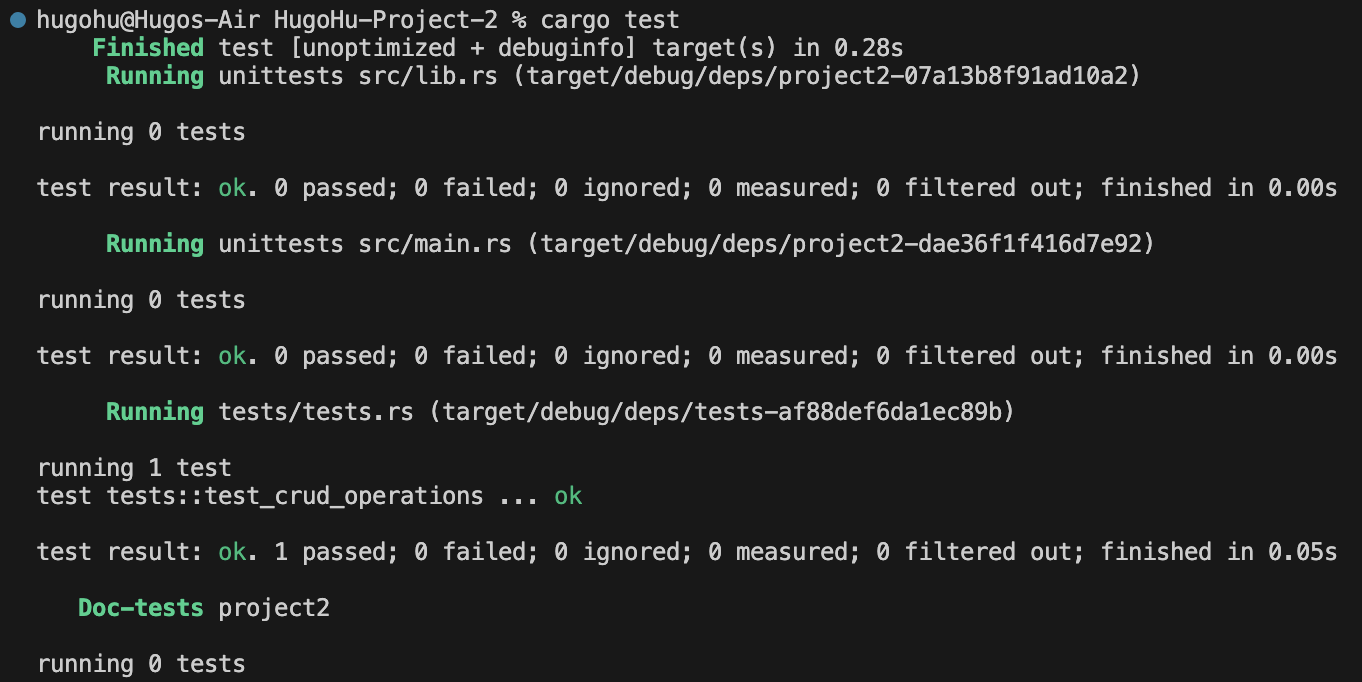 hugohu@Hugos-Air HugoHu-Project-2 % cargo test
Finished test [unoptimized + debuginfo] target(s) in 0.28s
Running unittests src/lib.rs (target/debug/deps/project2-07a13b8f91ad10a2)
running 0 tests
test result: ok. 0 passed; 0 failed; 0 ignored; 0 measured; 0 filtered out; finished in 0.00s
Running unittests src/main.rs (target/debug/deps/project2-dae36f1f416d7e92)
running 0 tests
test result: ok. 0 passed; 0 failed; 0 ignored; 0 measured; 0 filtered out; finished in 0.00s
Running tests/tests.rs (target/debug/deps/tests-af88def6da1ec89b)
running 1 test
test tests::test_crud_operations ... ok
test result: ok. 1 passed; 0 failed; 0 ignored; 0 measured; 0 filtered out; finished in 0.05s
Doc-tests project2
running 0 tests